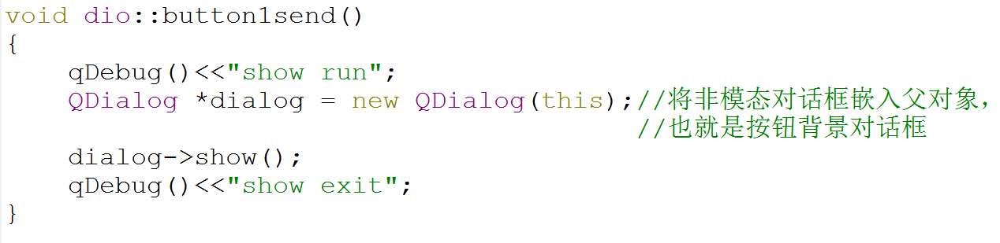 void dio::button1send()
{
    qDebug()<<"show run";
    QDialog *dialog = new QDialog(this);//将非模态对话框嵌入父对象，
                                        //也就是按钮背景对话框
    dialog->show();
    qDebug()<<"show exit";
}